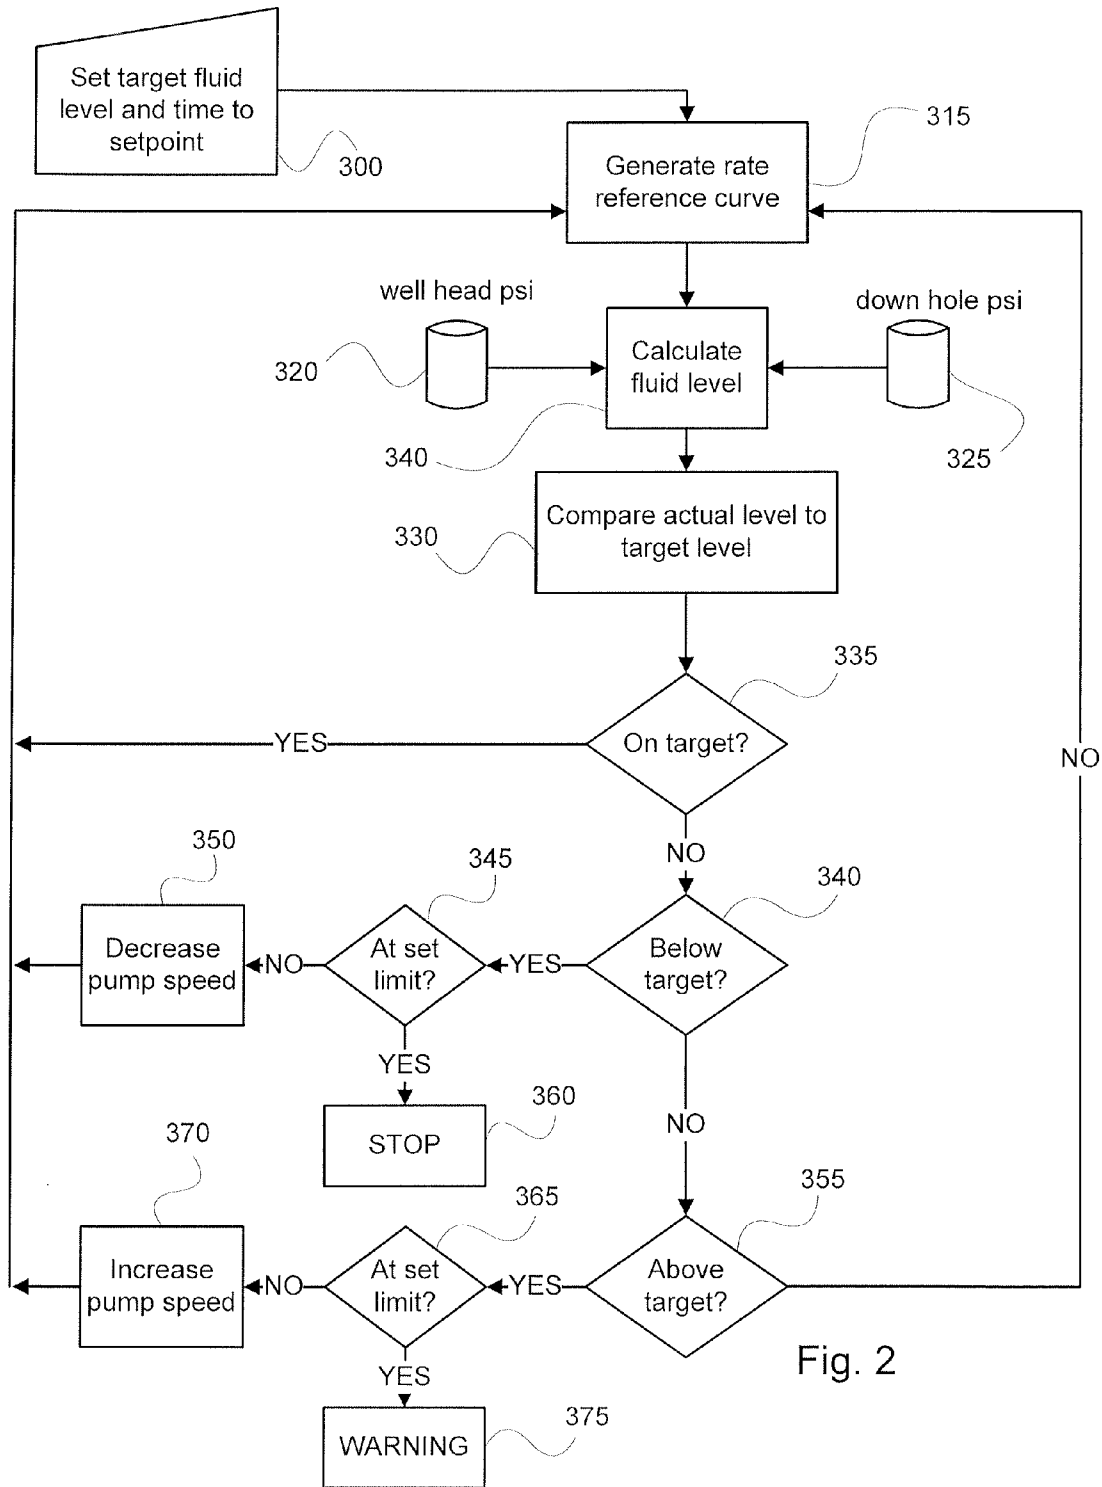 Set target fluid
level and time to
setpoint
300
315
Generate rate
reference curve
well head psi
down hole psi
320
Calculate
fluid level
340
325
330
Compare actual level to
target level
335
On target?
YES
NO
NO
350
345
340
Decrease
pump speed
NO
At set
limit?
YES
Below
target?
YES
STOP
360
NO
370
365
355
Increase
pump speed
NO
At set
limit?
YES
Above
target?
YES
WARNING
375
Fig. 2